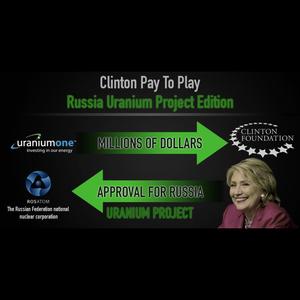 Clinton Pay To Play
Russia Uranium Project Edition
uraniumone™
investing in our energy
MILLIONS OF DOLLARS
CLINTON
FOUNDATION
ROSATOM
The Russian Federation national
nuclear corporation
APPROVAL FOR RUSSIA
URANIUM PROJECT